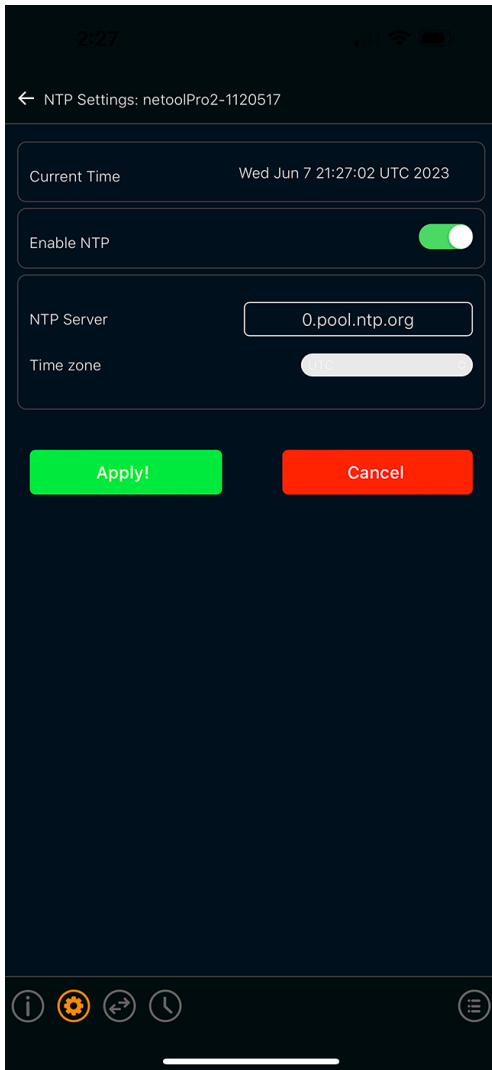 2:27
NTP Settings: netoolPro2-1120517
Current Time Wed Jun 7 21:27:02 UTC 2023
Enable NTP
NTP Server 0.pool.ntp.org
Time zone UTC
Apply! Cancel